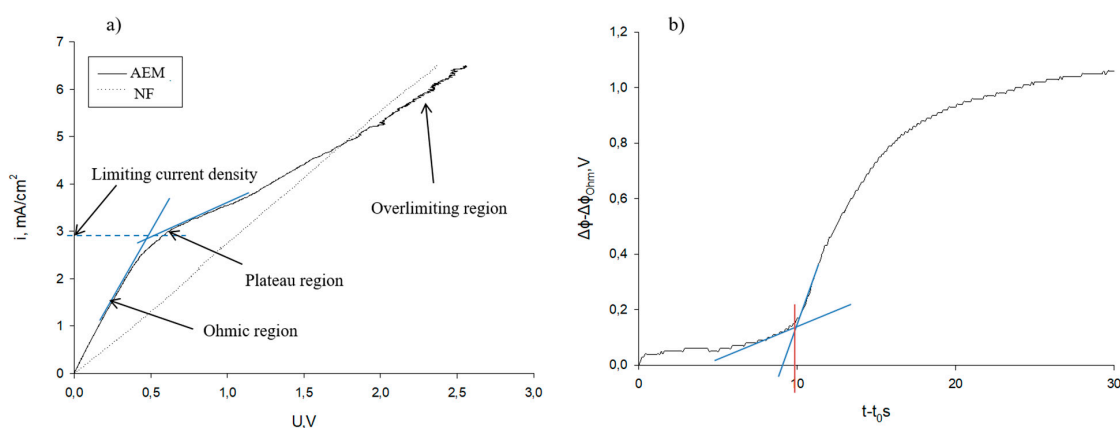 a)
7
6
5
4
3
2
1
0
i, mA/cm²
AEM
NF
Limiting current density
Overlimiting region
Plateau region
Ohmic region
0,0
0,5
1,0
1,5
2,0
2,5
3,0
U,V
b)
1,2
1,0
0,8
0,6
0,4
0,2
0,0
Δϕ-ΔϕOhm, V
0
10
20
30
t-t₀s